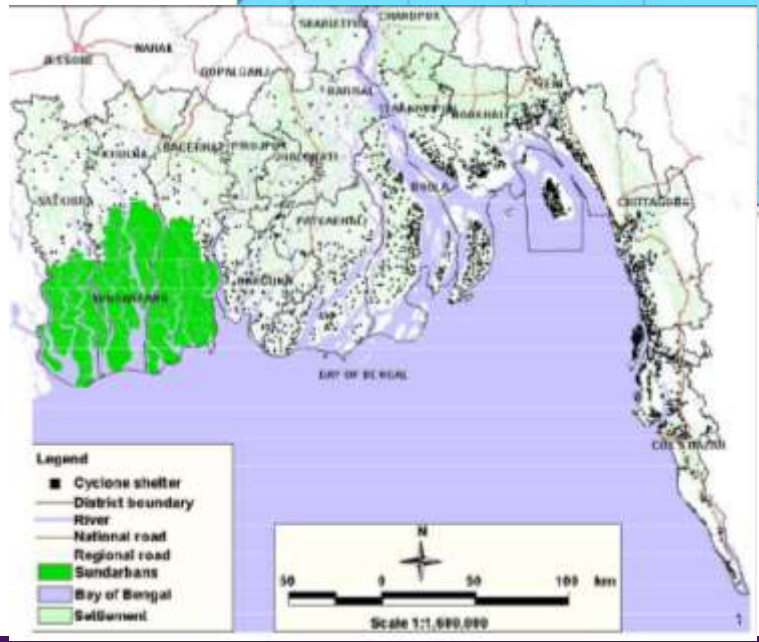 SHARIATPUR
CHANDPUR
NARAIL
JESSORE
GOPALGANJ
BARISAL
FENI
NOAKHALI
KHULNA
BAGERHAT
PIROJPUR
BHOLA
SATKHIRA
CHITTAGONG
PATUAKHALI
BARGUNA
SUNDARBANS
BAY OF BENGAL
COX'S BAZAR
Legend
Cyclone shelter
District boundary
River
National road
Regional road
Sundarbans
Bay of Bengal
Settlement
N
50 0 50 100 km
Scale 1:1,600,000
1